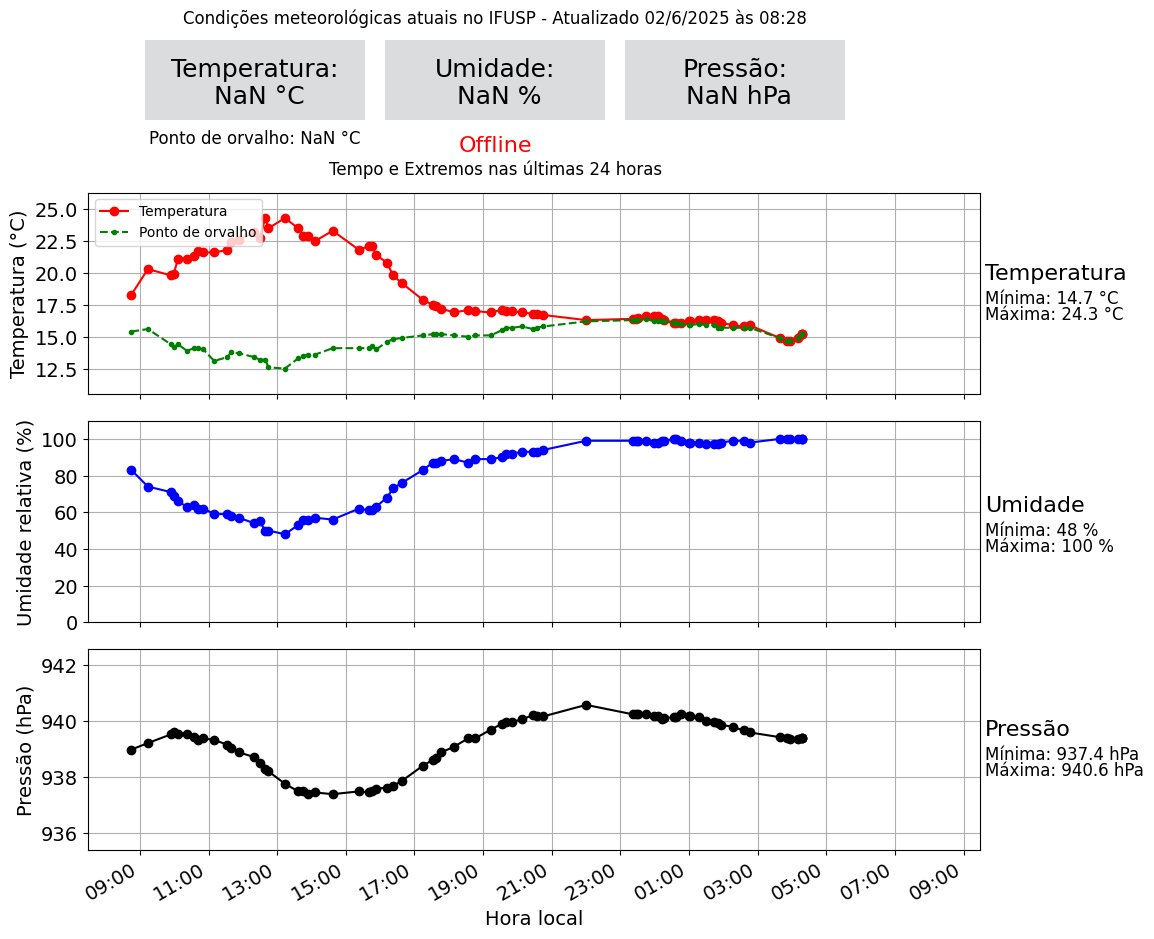 Condições meteorológicas atuais no IFUSP - Atualizado 02/6/2025 às 08:28
Temperatura:
NaN °C
Umidade:
NaN %
Pressão:
NaN hPa
Ponto de orvalho: NaN °C
Offline
Tempo e Extremos nas últimas 24 horas
Temperatura (°C)
25.0
22.5
20.0
17.5
15.0
12.5
Temperatura
Ponto de orvalho
Temperatura
Mínima: 14.7 °C
Máxima: 24.3 °C
Umidade relativa (%)
100
80
60
40
20
0
Umidade
Mínima: 48 %
Máxima: 100 %
Pressão (hPa)
942
940
938
936
Pressão
Mínima: 937.4 hPa
Máxima: 940.6 hPa
09:00 11:00 13:00 15:00 17:00 19:00 21:00 23:00 01:00 03:00 05:00 07:00 09:00
Hora local